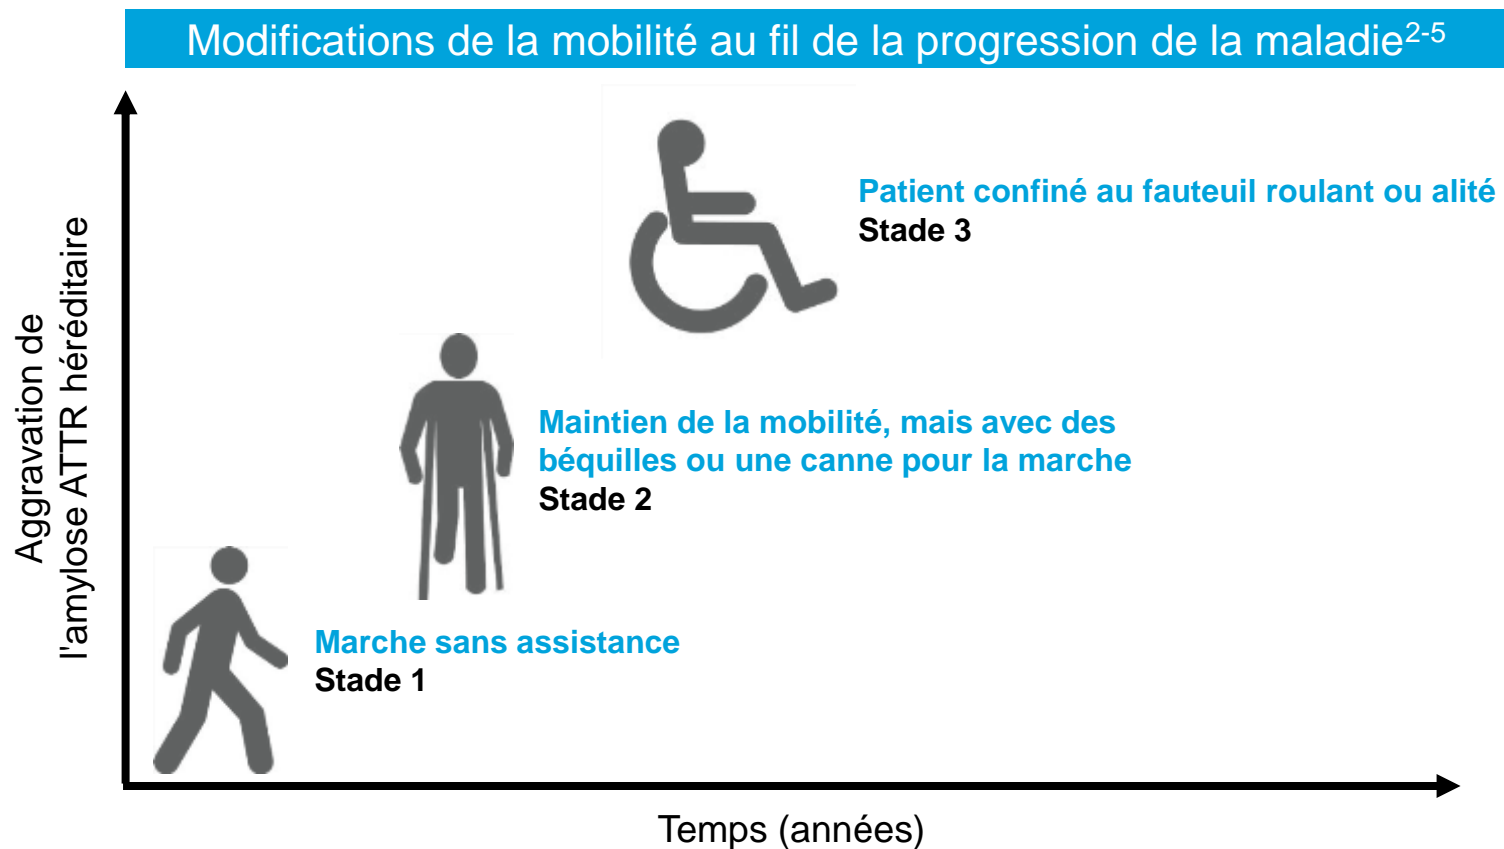 Modifications de la mobilité au fil de la progression de la maladie2-5
Patient confiné au fauteuil roulant ou alité
Stade 3
Maintien de la mobilité, mais avec des
béquilles ou une canne pour la marche
Stade 2
Marche sans assistance
Stade 1
Aggravation de
l'amylose ATTR héréditaire
Temps (années)